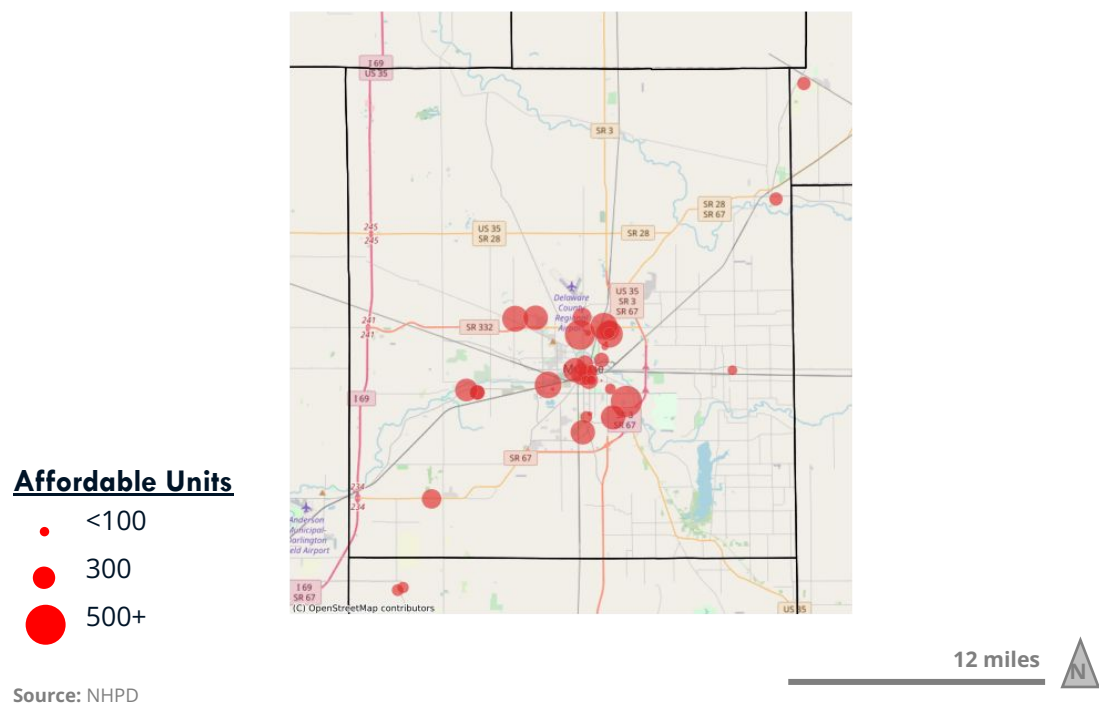 I 69
US 35
SR 3
SR 28
SR 67
245
245
US 35
SR 28
SR 28
Delaware
County
Regional
US 35
SR 3
SR 67
241
241
SR 332
I 69
SR 67
SR 67
234
234
Anderson
Municipal-
Darlington
Field Airport
I 69
SR 67
US 35
(C) OpenStreetMap contributors
Affordable Units
<100
300
500+
12 miles
N
Source: NHPD